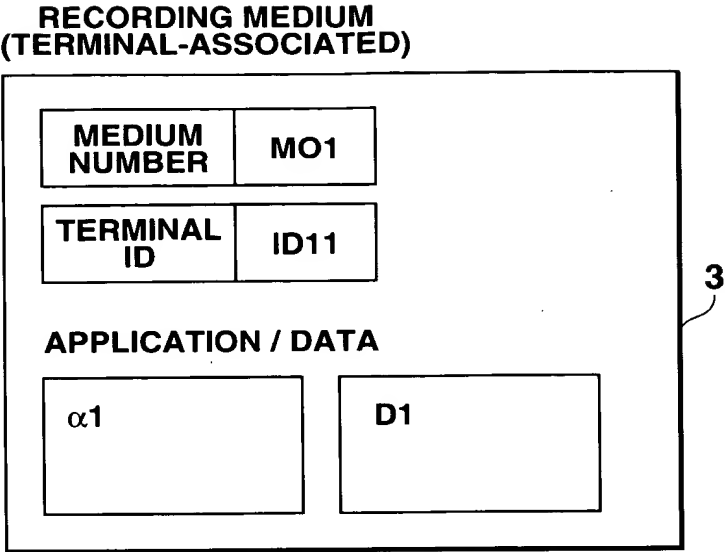 RECORDING MEDIUM
(TERMINAL-ASSOCIATED)
MEDIUM
NUMBER
MO1
TERMINAL
ID
ID11
3
APPLICATION / DATA
α1
D1